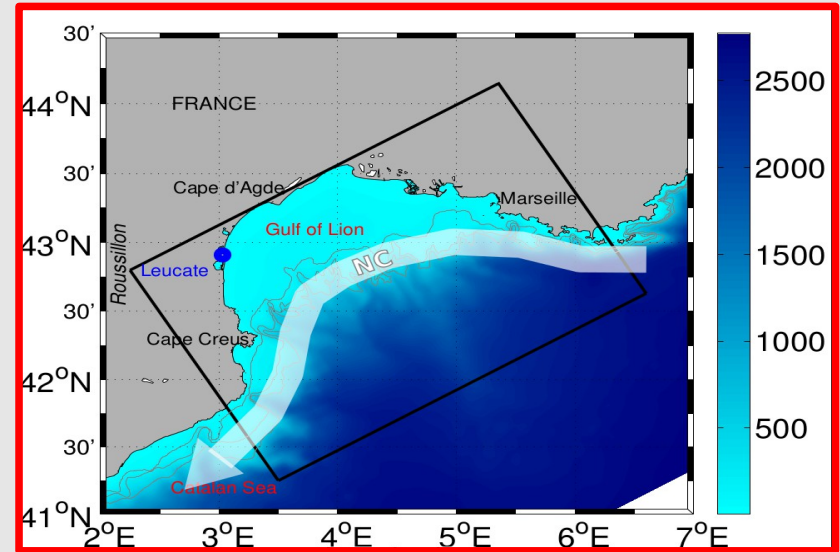 30'
44°N
30'
43°N
30'
42°N
30'
41°N
2°E
3°E
4°E
5°E
6°E
7°E
FRANCE
Cape d'Agde
Marseille
Gulf of Lion
NC
Roussillon
Leucate
Cape Creus
Catalan Sea
2500
2000
1500
1000
500